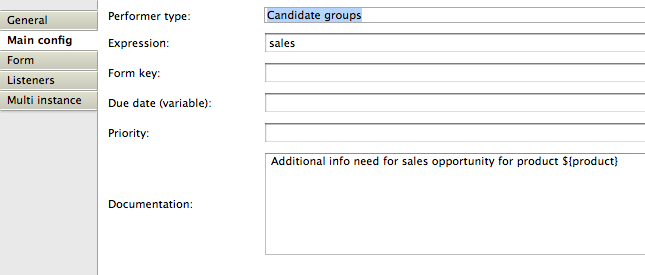 General
Main config
Form
Listeners
Multi instance
Performer type: Candidate groups
Expression: sales
Form key:
Due date (variable):
Priority:
Documentation: Additional info need for sales opportunity for product ${product}